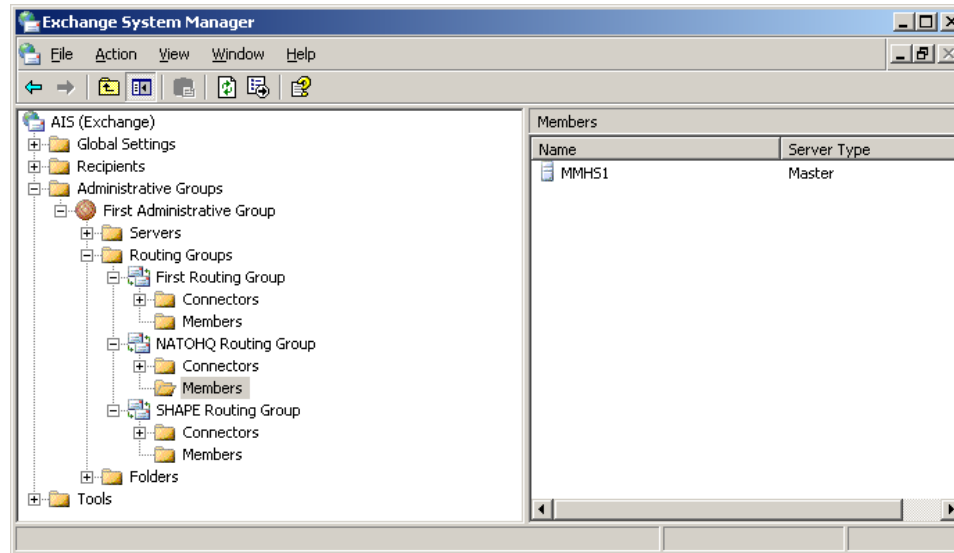 Exchange System Manager
File Action View Window Help
AIS (Exchange)
Global Settings
Recipients
Administrative Groups
First Administrative Group
Servers
Routing Groups
First Routing Group
Connectors
Members
NATOHQ Routing Group
Connectors
Members
SHAPE Routing Group
Connectors
Members
Folders
Tools
Members
Name Server Type
MMHS1 Master